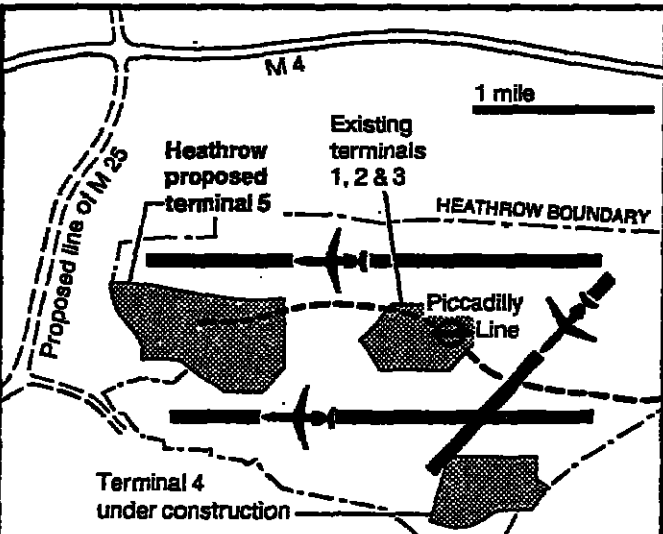 M 4
1 mile
Existing
terminals
1, 2 & 3
Heathrow
proposed
terminal 5
Proposed line of M 25
HEATHROW BOUNDARY
Piccadilly
Line
Terminal 4
under construction